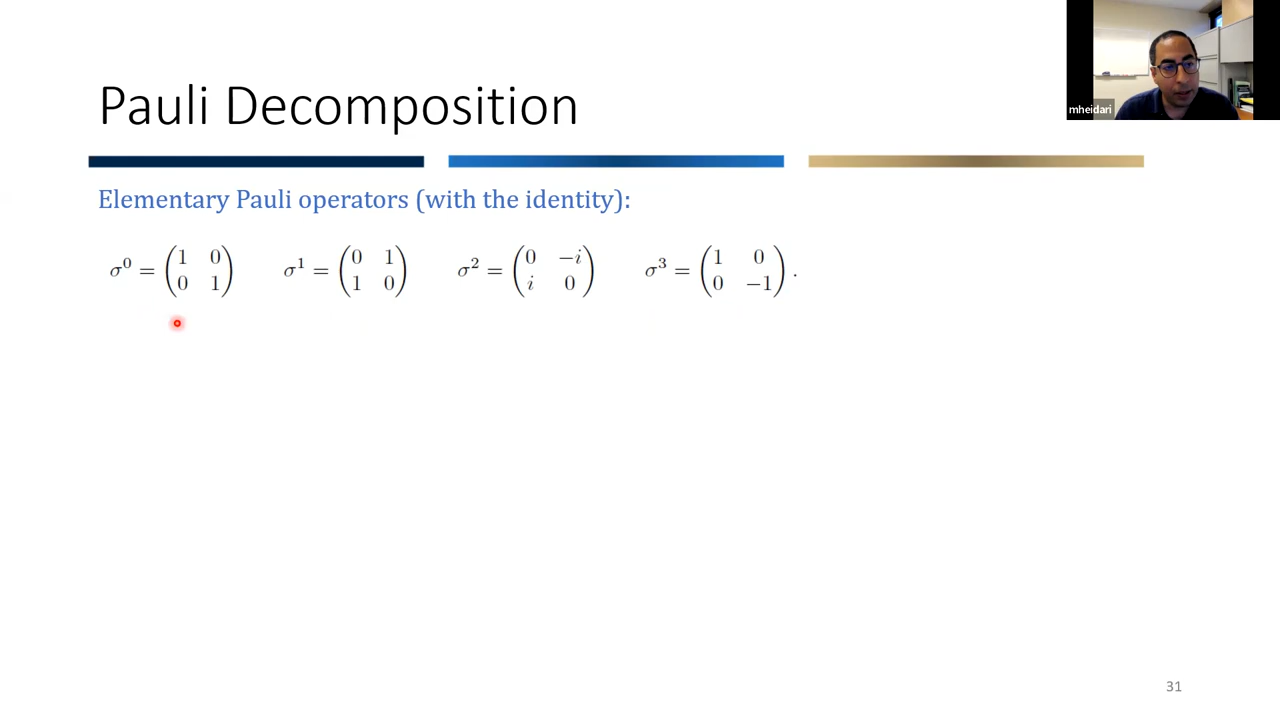 Pauli Decomposition
mheidari
Elementary Pauli operators (with the identity):
σ⁰ = (1 0; 0 1) σ¹ = (0 1; 1 0) σ² = (0 −i; i 0) σ³ = (1 0; 0 −1).
31